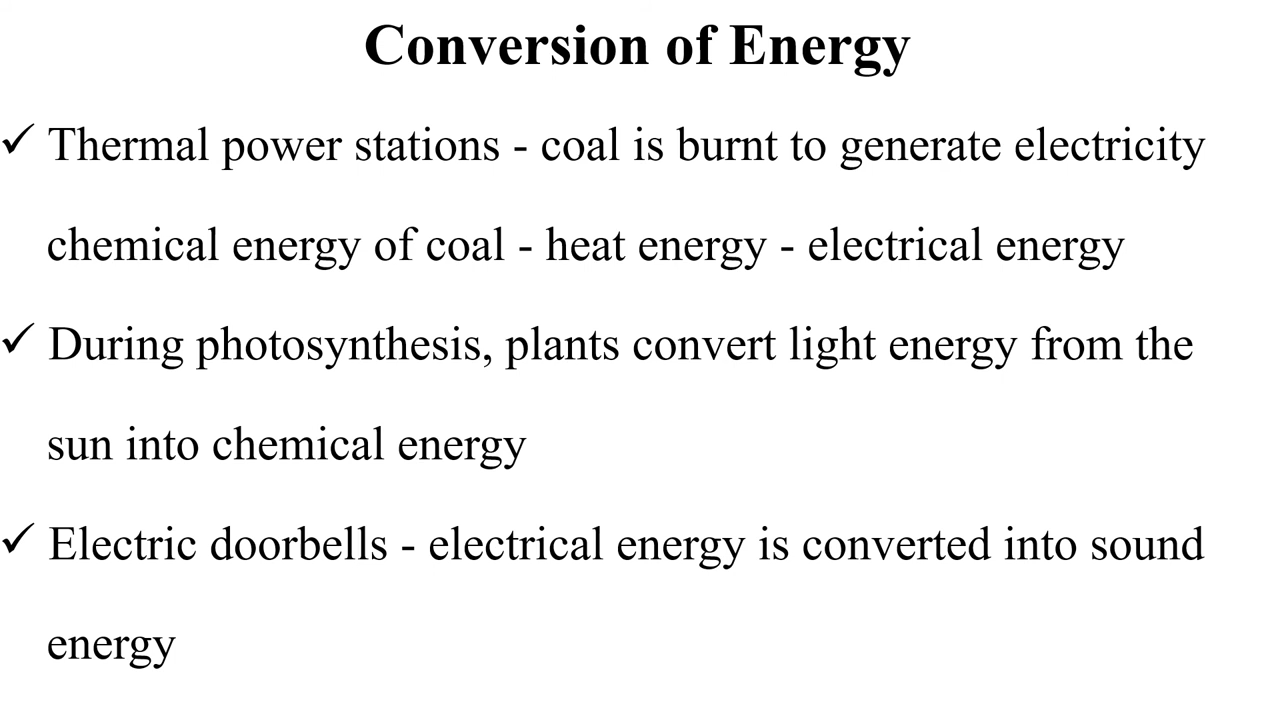 Conversion of Energy
✓ Thermal power stations - coal is burnt to generate electricity
chemical energy of coal - heat energy - electrical energy
✓ During photosynthesis, plants convert light energy from the
sun into chemical energy
✓ Electric doorbells - electrical energy is converted into sound
energy